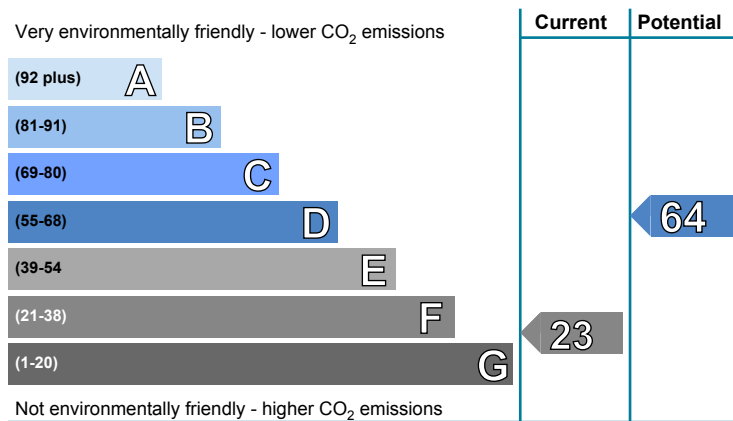 Very environmentally friendly - lower CO2 emissions
Current
Potential
(92 plus) A
(81-91) B
(69-80) C
(55-68) D
(39-54 E
(21-38) F
(1-20) G
64
23
Not environmentally friendly - higher CO2 emissions